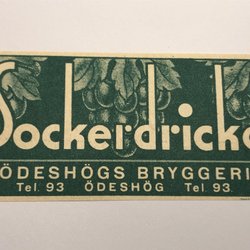 Sockerdricka
ÖDESHÖGS BRYGGERI
Tel. 93 ÖDESHÖG Tel. 93